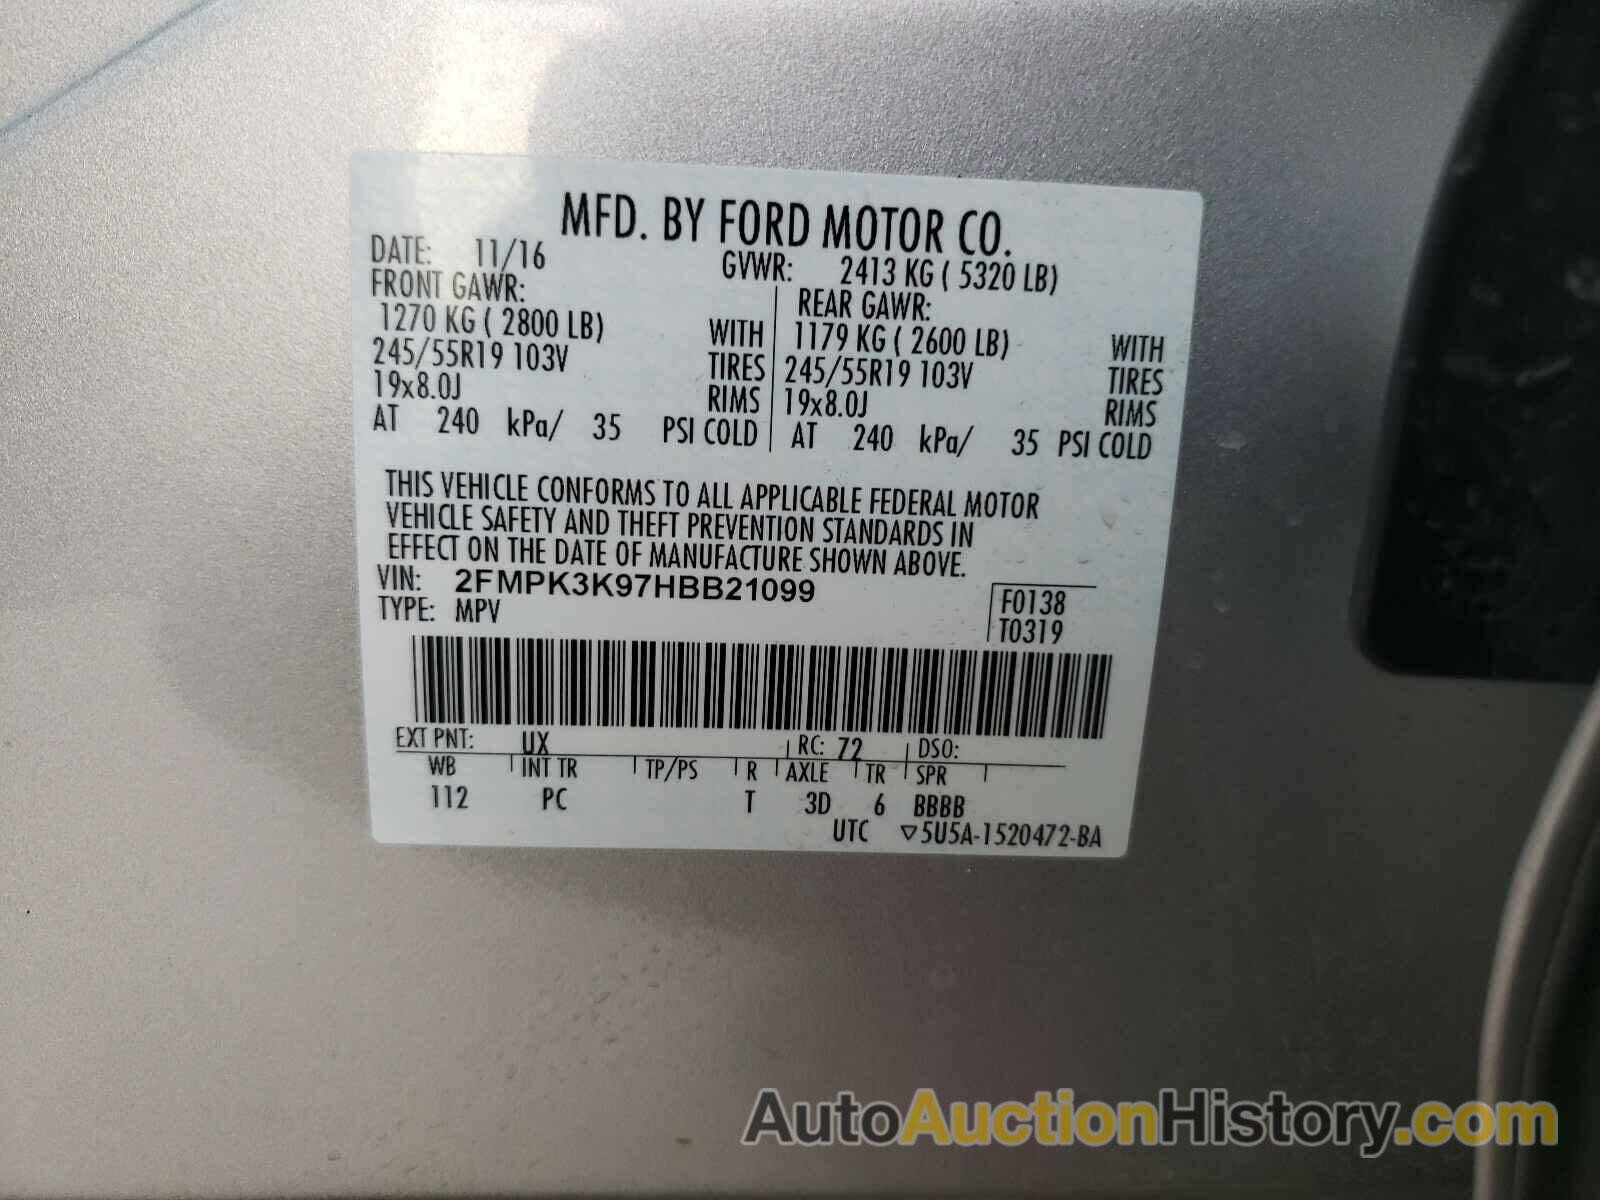 MFD. BY FORD MOTOR CO.
DATE: 11/16 GVWR: 2413 KG ( 5320 LB)
FRONT GAWR: REAR GAWR:
1270 KG ( 2800 LB) WITH 1179 KG ( 2600 LB) WITH
245/55R19 103V TIRES 245/55R19 103V TIRES
19x8.0J RIMS 19x8.0J RIMS
AT 240 kPa/ 35 PSI COLD AT 240 kPa/ 35 PSI COLD
THIS VEHICLE CONFORMS TO ALL APPLICABLE FEDERAL MOTOR
VEHICLE SAFETY AND THEFT PREVENTION STANDARDS IN
EFFECT ON THE DATE OF MANUFACTURE SHOWN ABOVE.
VIN: 2FMPK3K97HBB21099
TYPE: MPV
F0138
T0319
EXT PNT: UX RC: 72 DSO:
WB INT TR TP/PS R AXLE TR SPR
112 PC T 3D 6 BBBB
UTC ▽5U5A-1520472-BA
AutoAuctionHistory.com